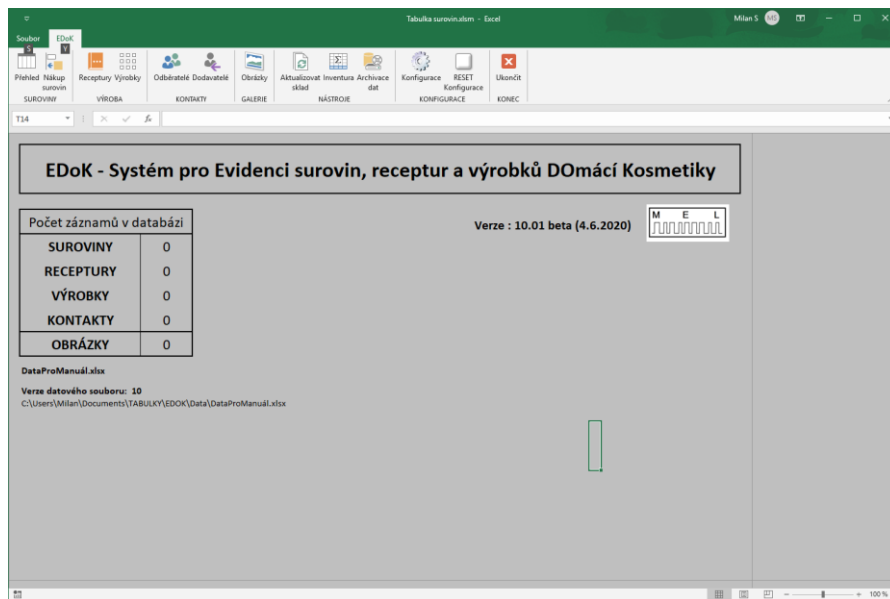 Tabulka surovin.xlsm - Excel
Milan S
MS
Soubor
EDoK
S
Y
Přehled
Nákup surovin
Receptury
Výrobky
Odběratelé
Dodavatelé
Obrázky
Aktualizovat sklad
Inventura
Archivace dat
Konfigurace
RESET Konfigurace
Ukončit
SUROVINY
VÝROBA
KONTAKTY
GALERIE
NÁSTROJE
KONFIGURACE
KONEC
T14
fx
EDoK - Systém pro Evidenci surovin, receptur a výrobků DOmácí Kosmetiky
Počet záznamů v databázi
SUROVINY 0
RECEPTURY 0
VÝROBKY 0
KONTAKTY 0
OBRÁZKY 0
Verze : 10.01 beta (4.6.2020)
M E L
DataProManuál.xlsx
Verze datového souboru: 10
C:\Users\Milan\Documents\TABULKY\EDOK\Data\DataProManuál.xlsx
100 %